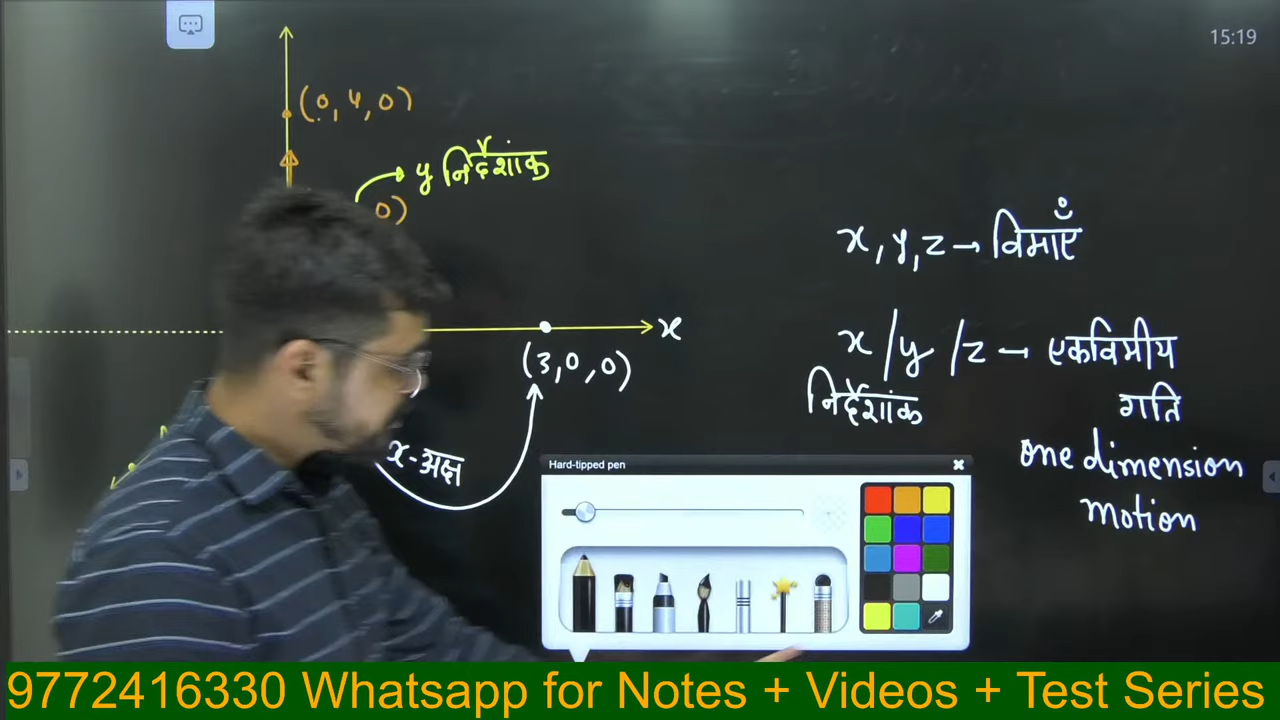 15:19
(0, 4, 0)
y निर्देशांक
0)
x, y, z → विमाएँ
x
(3, 0, 0)
x / y / z → एकविमीय
निर्देशांक गति
x-अक्ष
one dimension
motion
Hard-tipped pen
9772416330 Whatsapp for Notes + Videos + Test Series